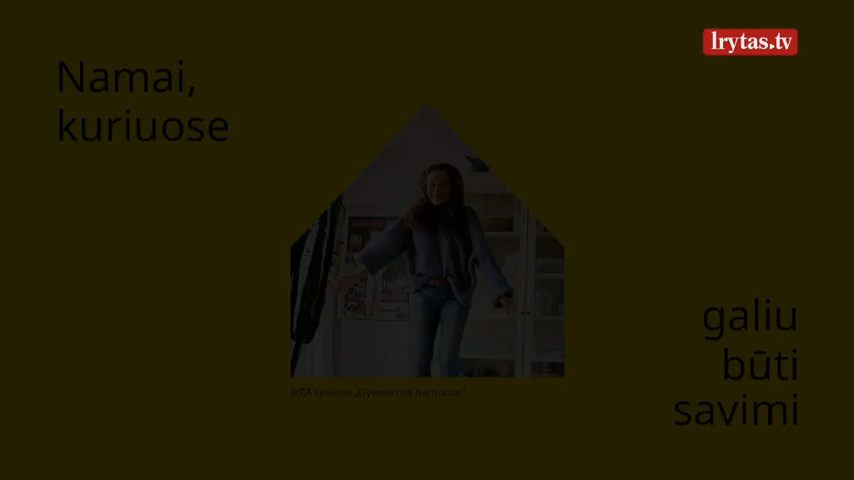 lrytas.tv
Namai,
kuriuose
IKEA tyrimas „Gyvenimas namuose“
galiu
būti
savimi